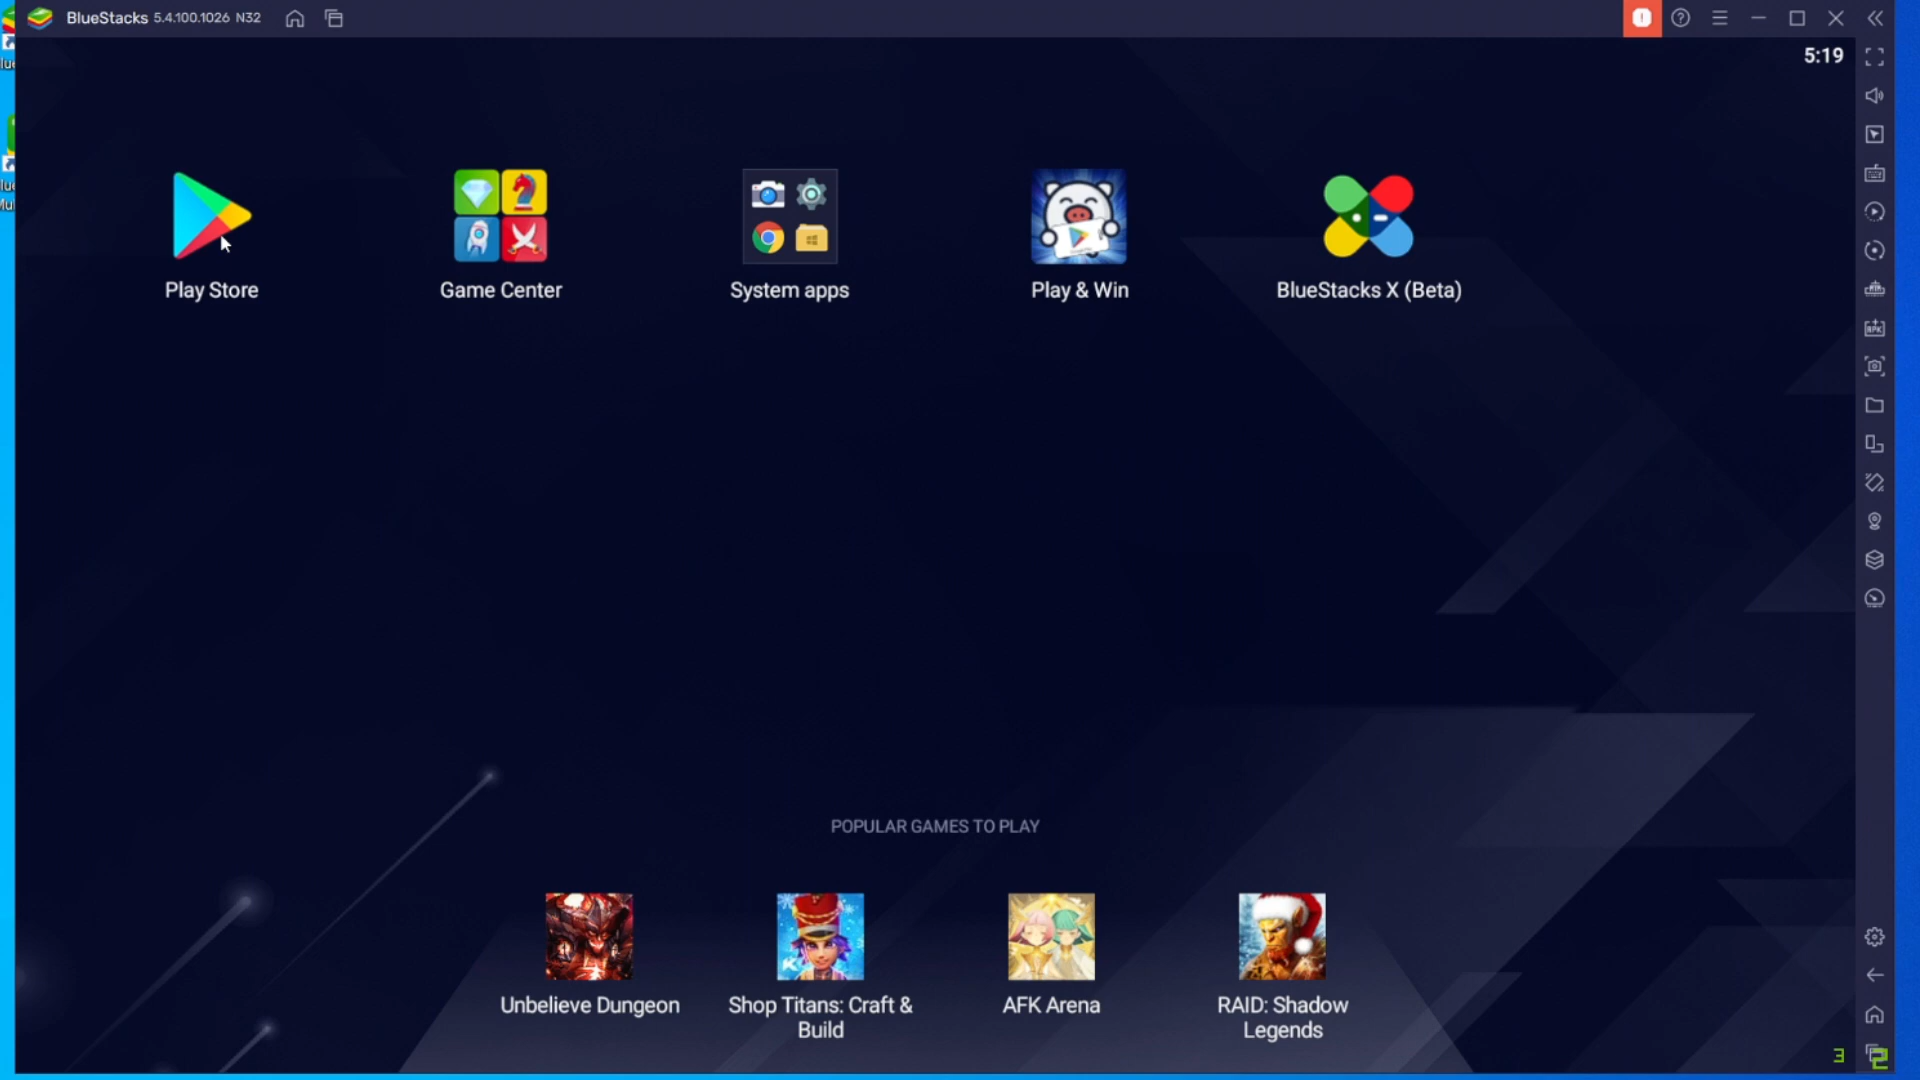 BlueStacks 5.4.100.1026 N32
5:19
Play Store
Game Center
System apps
Play & Win
BlueStacks X (Beta)
POPULAR GAMES TO PLAY
Unbelieve Dungeon
Shop Titans: Craft &
Build
AFK Arena
RAID: Shadow
Legends